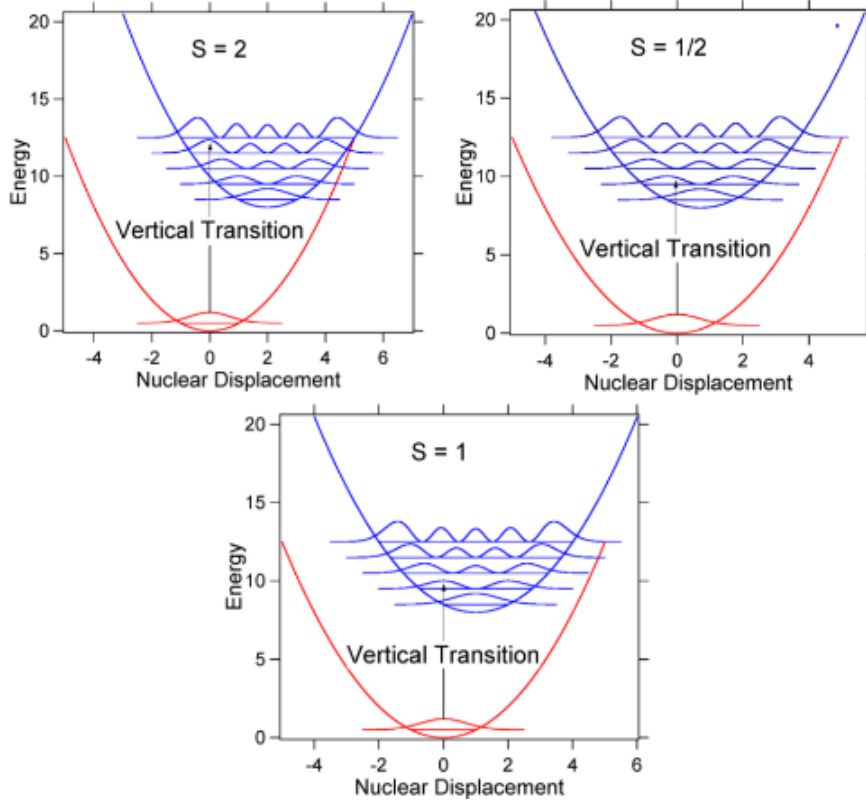 S = 2
20
15
10
5
0
Energy
Vertical Transition
-4 -2 0 2 4 6
Nuclear Displacement
S = 1/2
20
15
10
5
0
Energy
Vertical Transition
-4 -2 0 2 4
Nuclear Displacement
S = 1
20
15
10
5
0
Energy
Vertical Transition
-4 -2 0 2 4 6
Nuclear Displacement